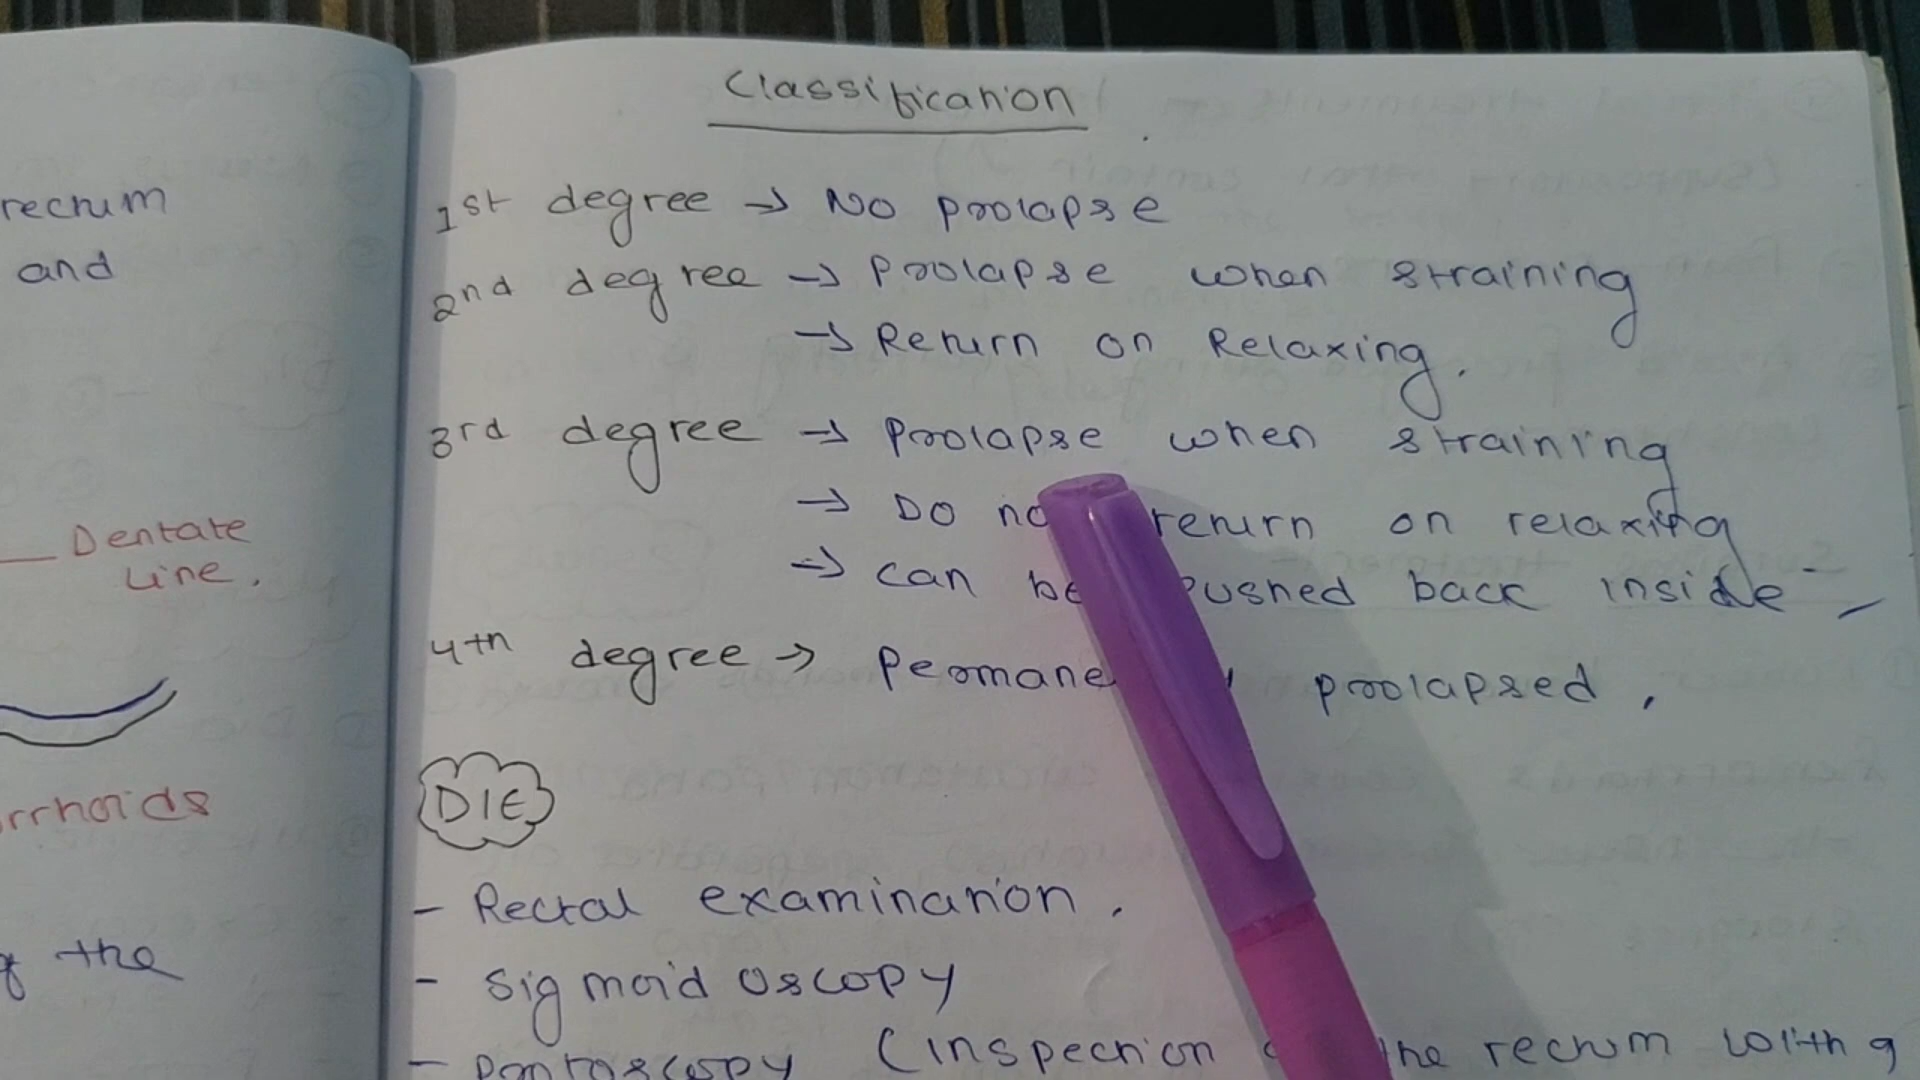 rectum
and
Dentate
Line.
rrhoids
the
Classification
1st degree → No prolapse
2nd degree → Prolapse when straining
→ Return on Relaxing.
3rd degree → Prolapse when straining
→ Do return on relaxing
→ can be pushed back inside
4th degree → prolapsed.
DIE
- Rectal examination.
- Sigmoidoscopy
- (inspection the rectum with a